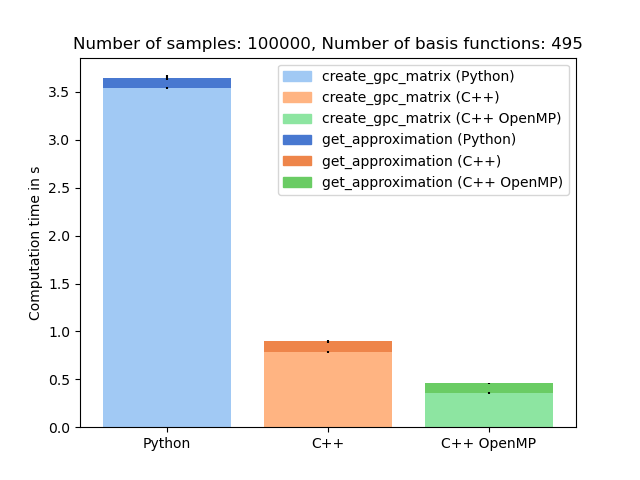 Number of samples: 100000, Number of basis functions: 495
create_gpc_matrix (Python)
create_gpc_matrix (C++)
create_gpc_matrix (C++ OpenMP)
get_approximation (Python)
get_approximation (C++)
get_approximation (C++ OpenMP)
Computation time in s
3.5
3.0
2.5
2.0
1.5
1.0
0.5
0.0
Python
C++
C++ OpenMP